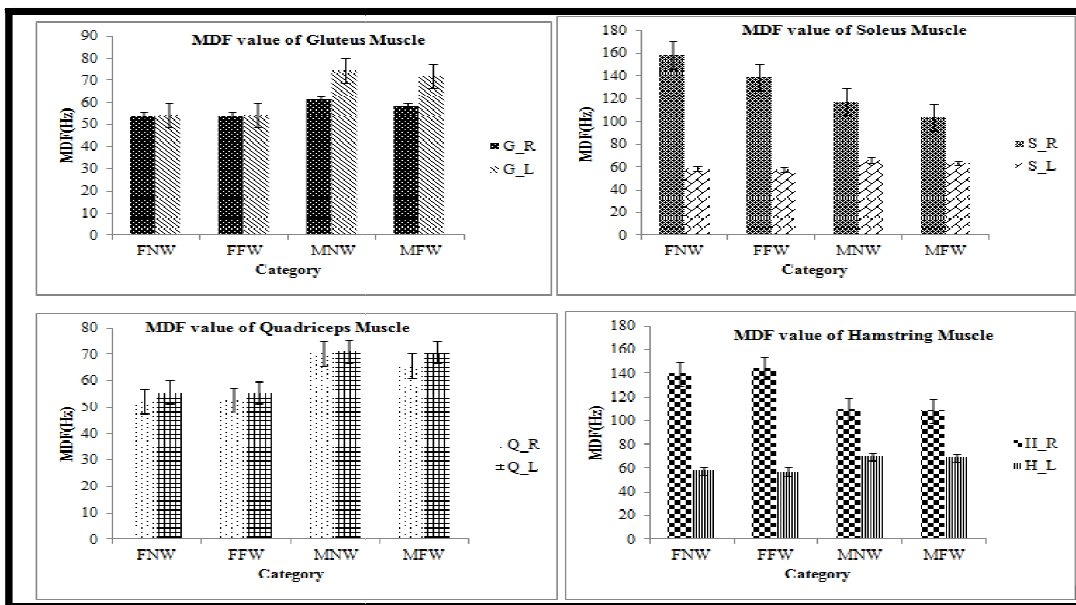 MDF value of Gluteus Muscle
90
80
70
60
50
40
30
20
10
0
MDF(Hz)
FNW FFW MNW MFW
Category
G_R
G_L
MDF value of Soleus Muscle
180
160
140
120
100
80
60
40
20
0
MDF(Hz)
FNW FFW MNW MFW
Category
S_R
S_L
MDF value of Quadriceps Muscle
80
70
60
50
40
30
20
10
0
MDF(Hz)
FNW FFW MNW MFW
Category
Q_R
Q_L
MDF value of Hamstring Muscle
180
160
140
120
100
80
60
40
20
0
MDF(Hz)
FNW FFW MNW MFW
Category
H_R
H_L